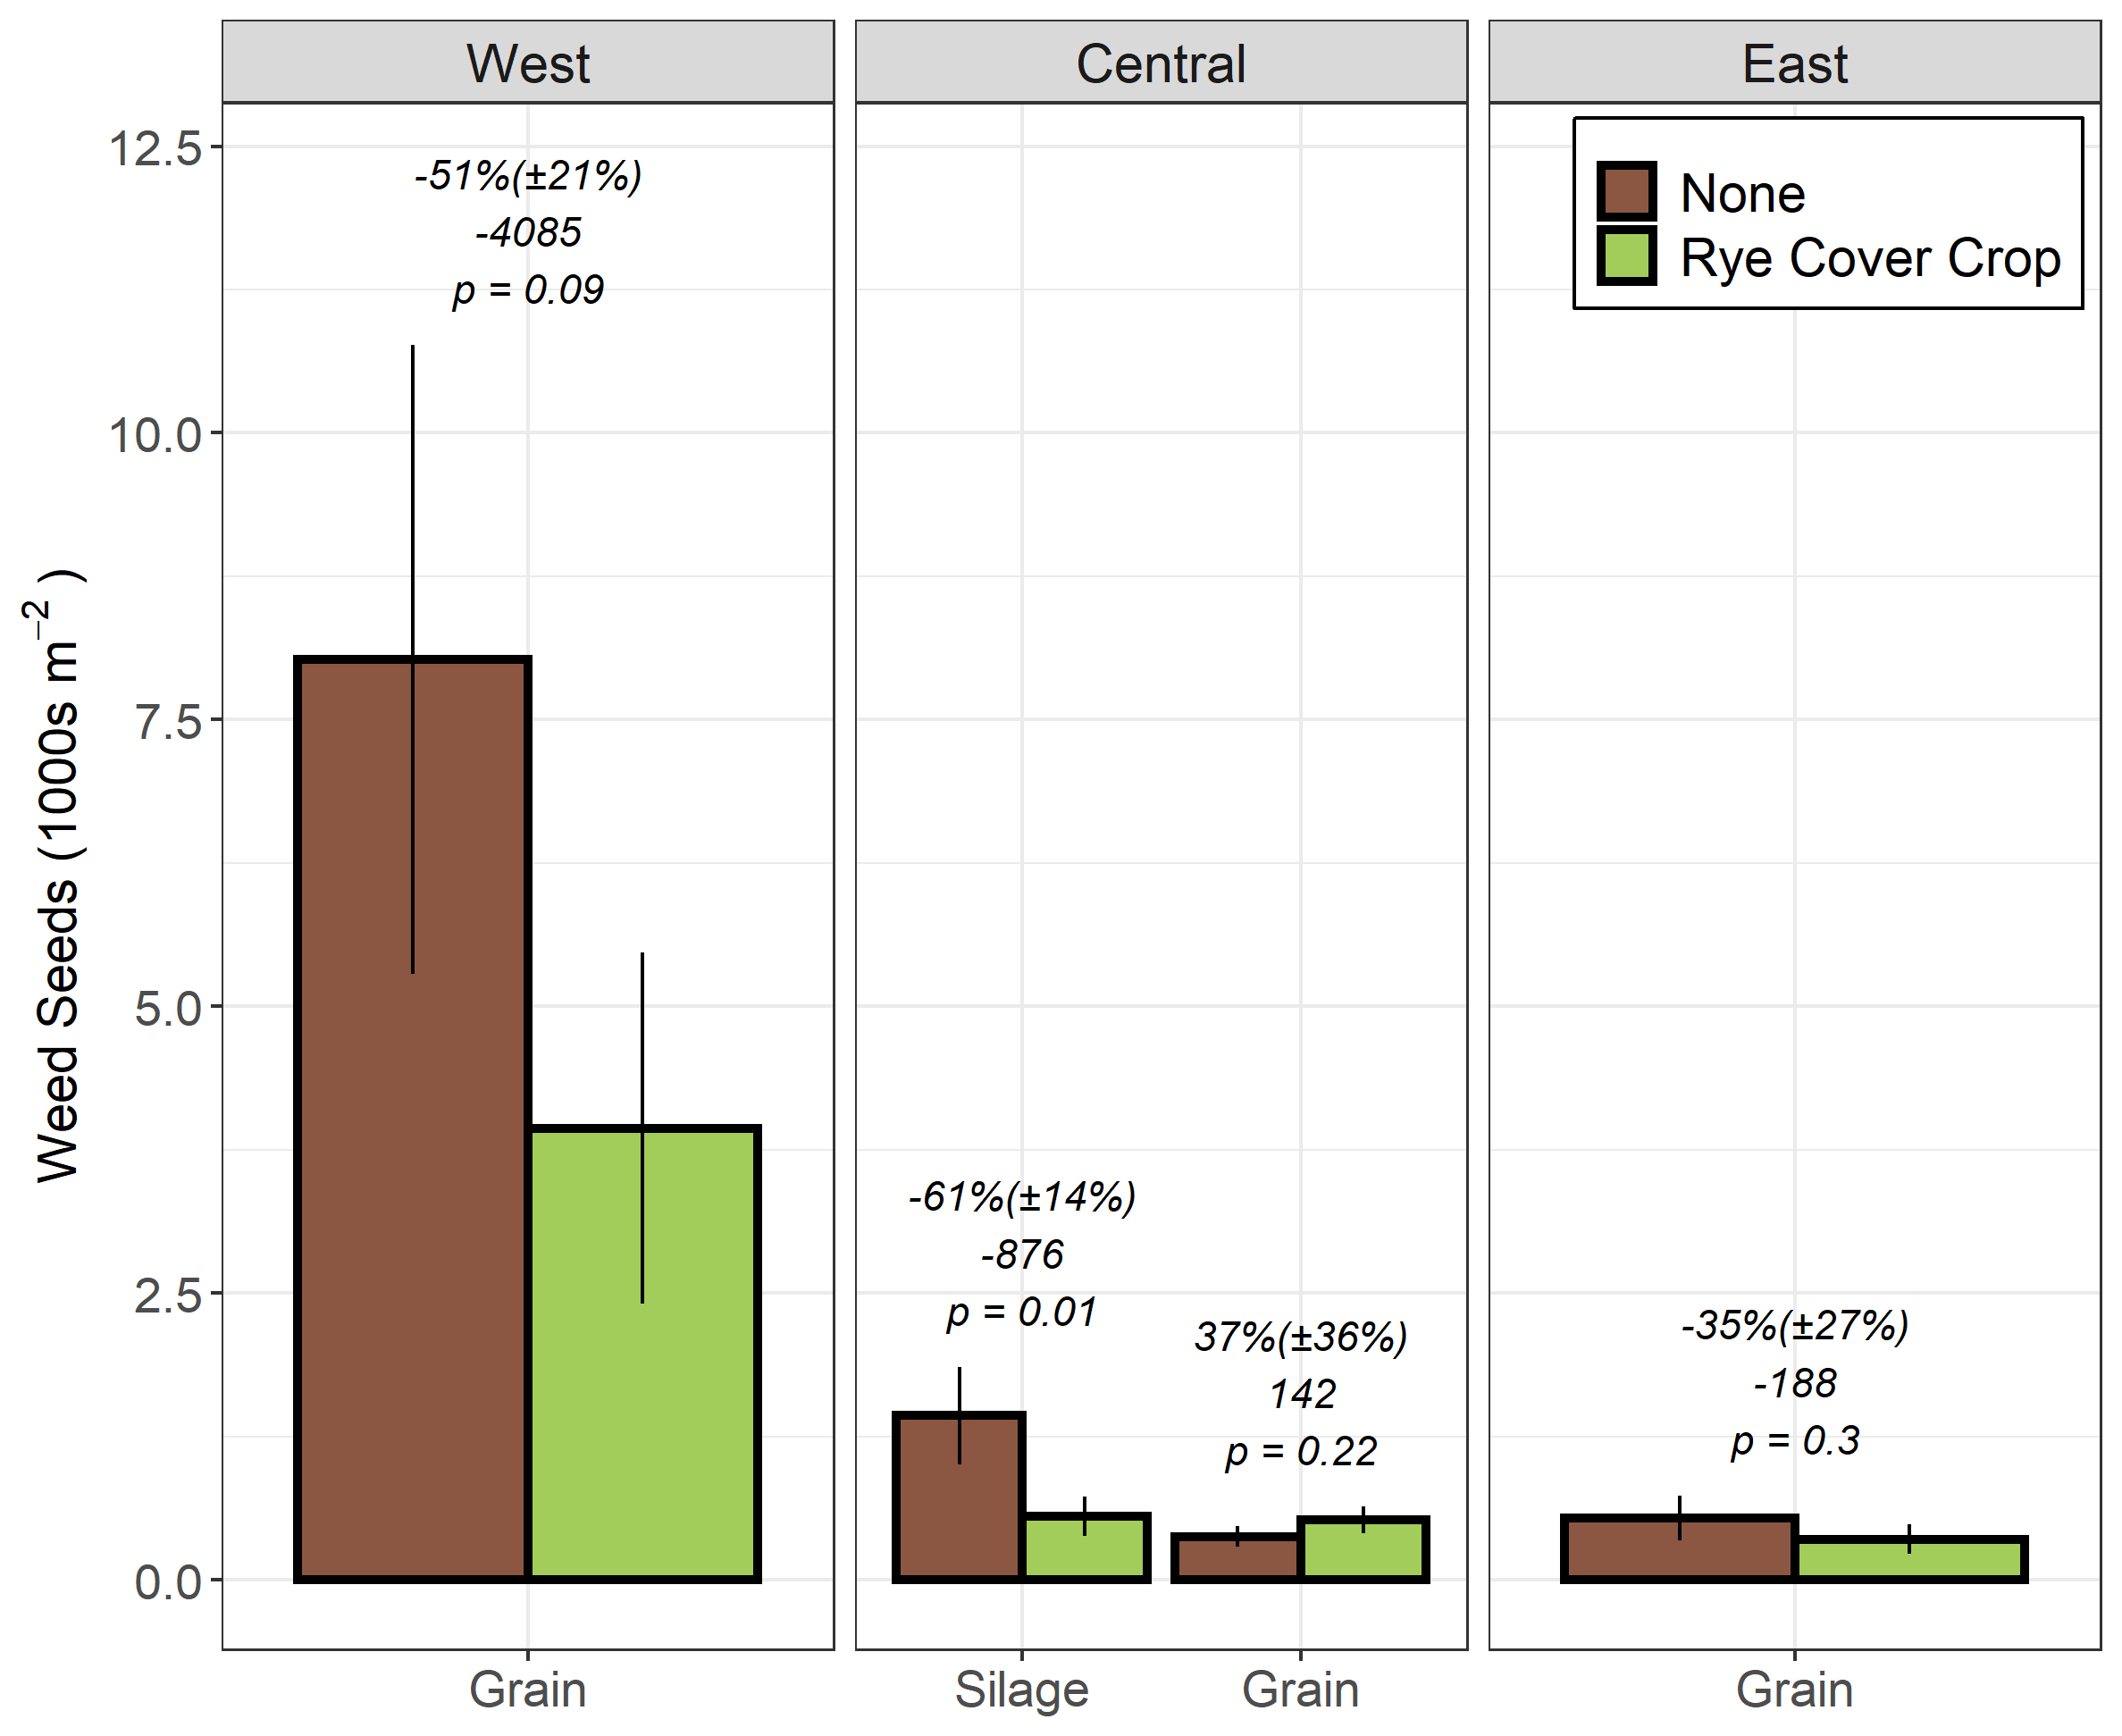 West
Central
East
12.5
10.0
7.5
5.0
2.5
0.0
Weed Seeds (1000s m⁻²)
-51%(±21%)
-4085
p = 0.09
-61%(±14%)
-876
p = 0.01
37%(±36%)
142
p = 0.22
-35%(±27%)
-188
p = 0.3
None
Rye Cover Crop
Grain
Silage
Grain
Grain